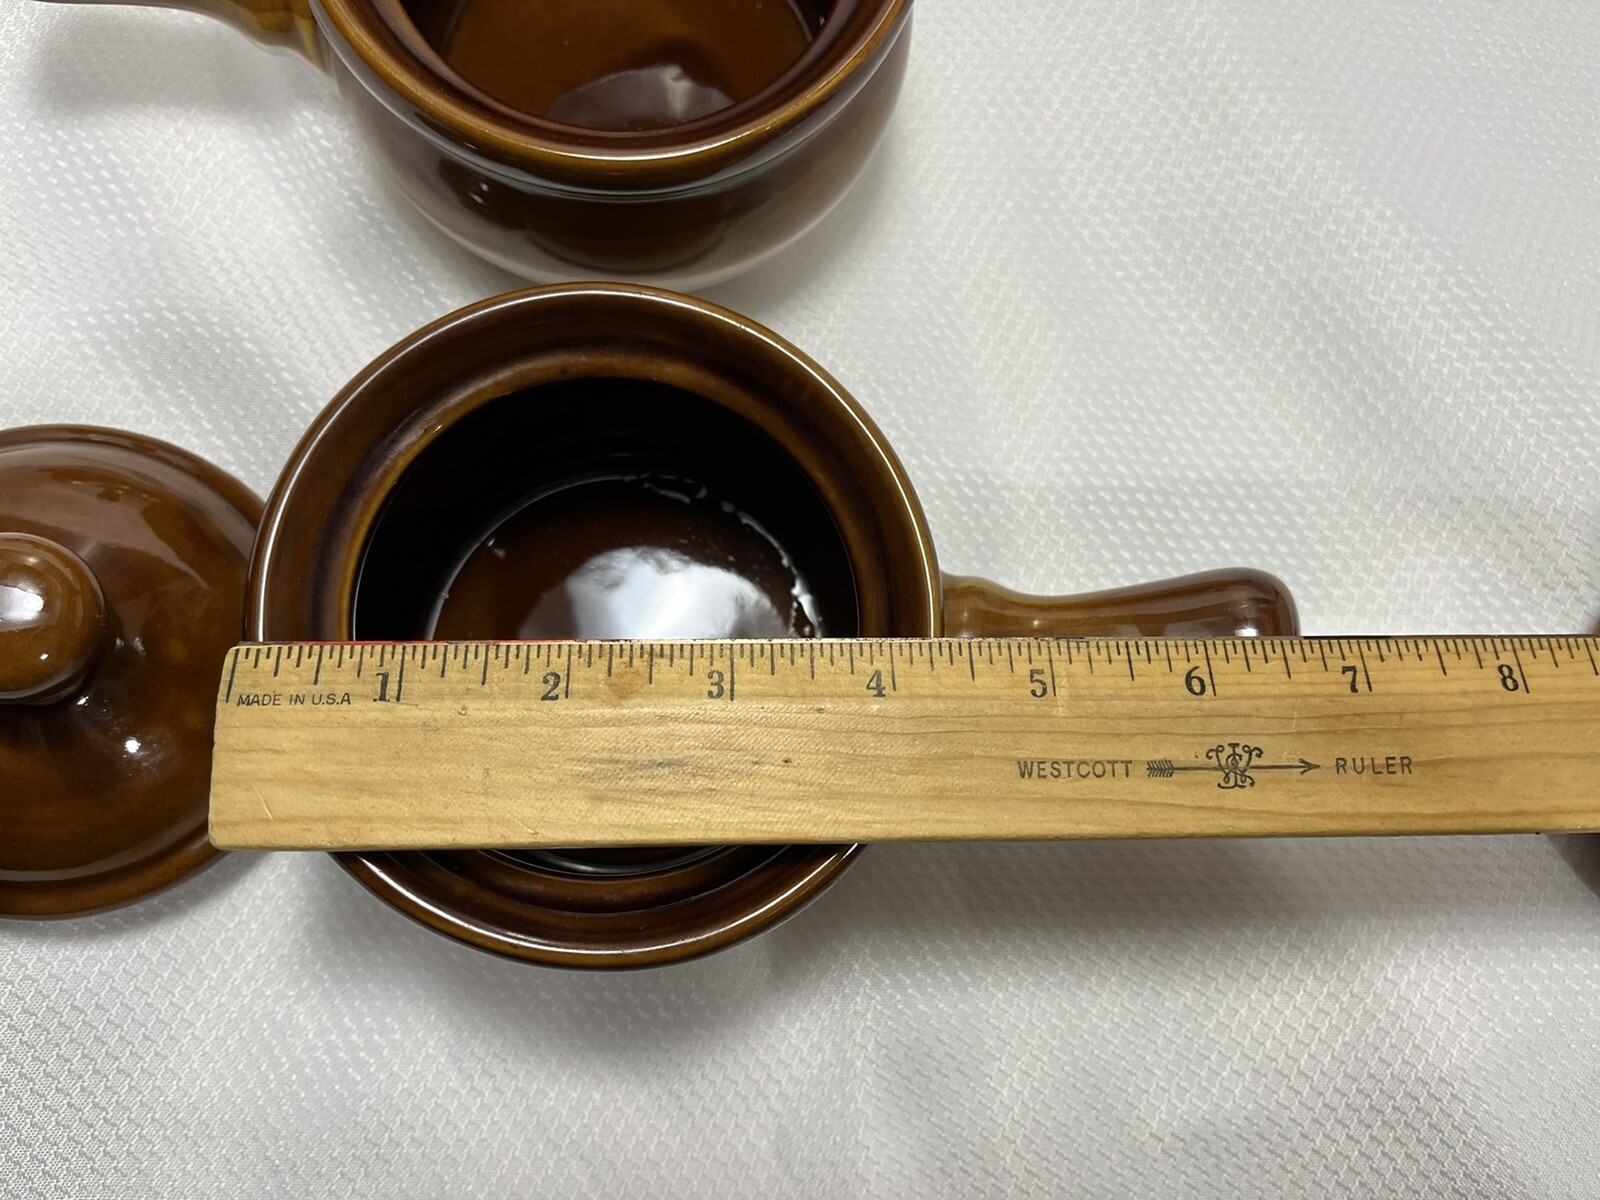 1 2 3 4 5 6 7 8
MADE IN U.S.A
WESTCOTT RULER